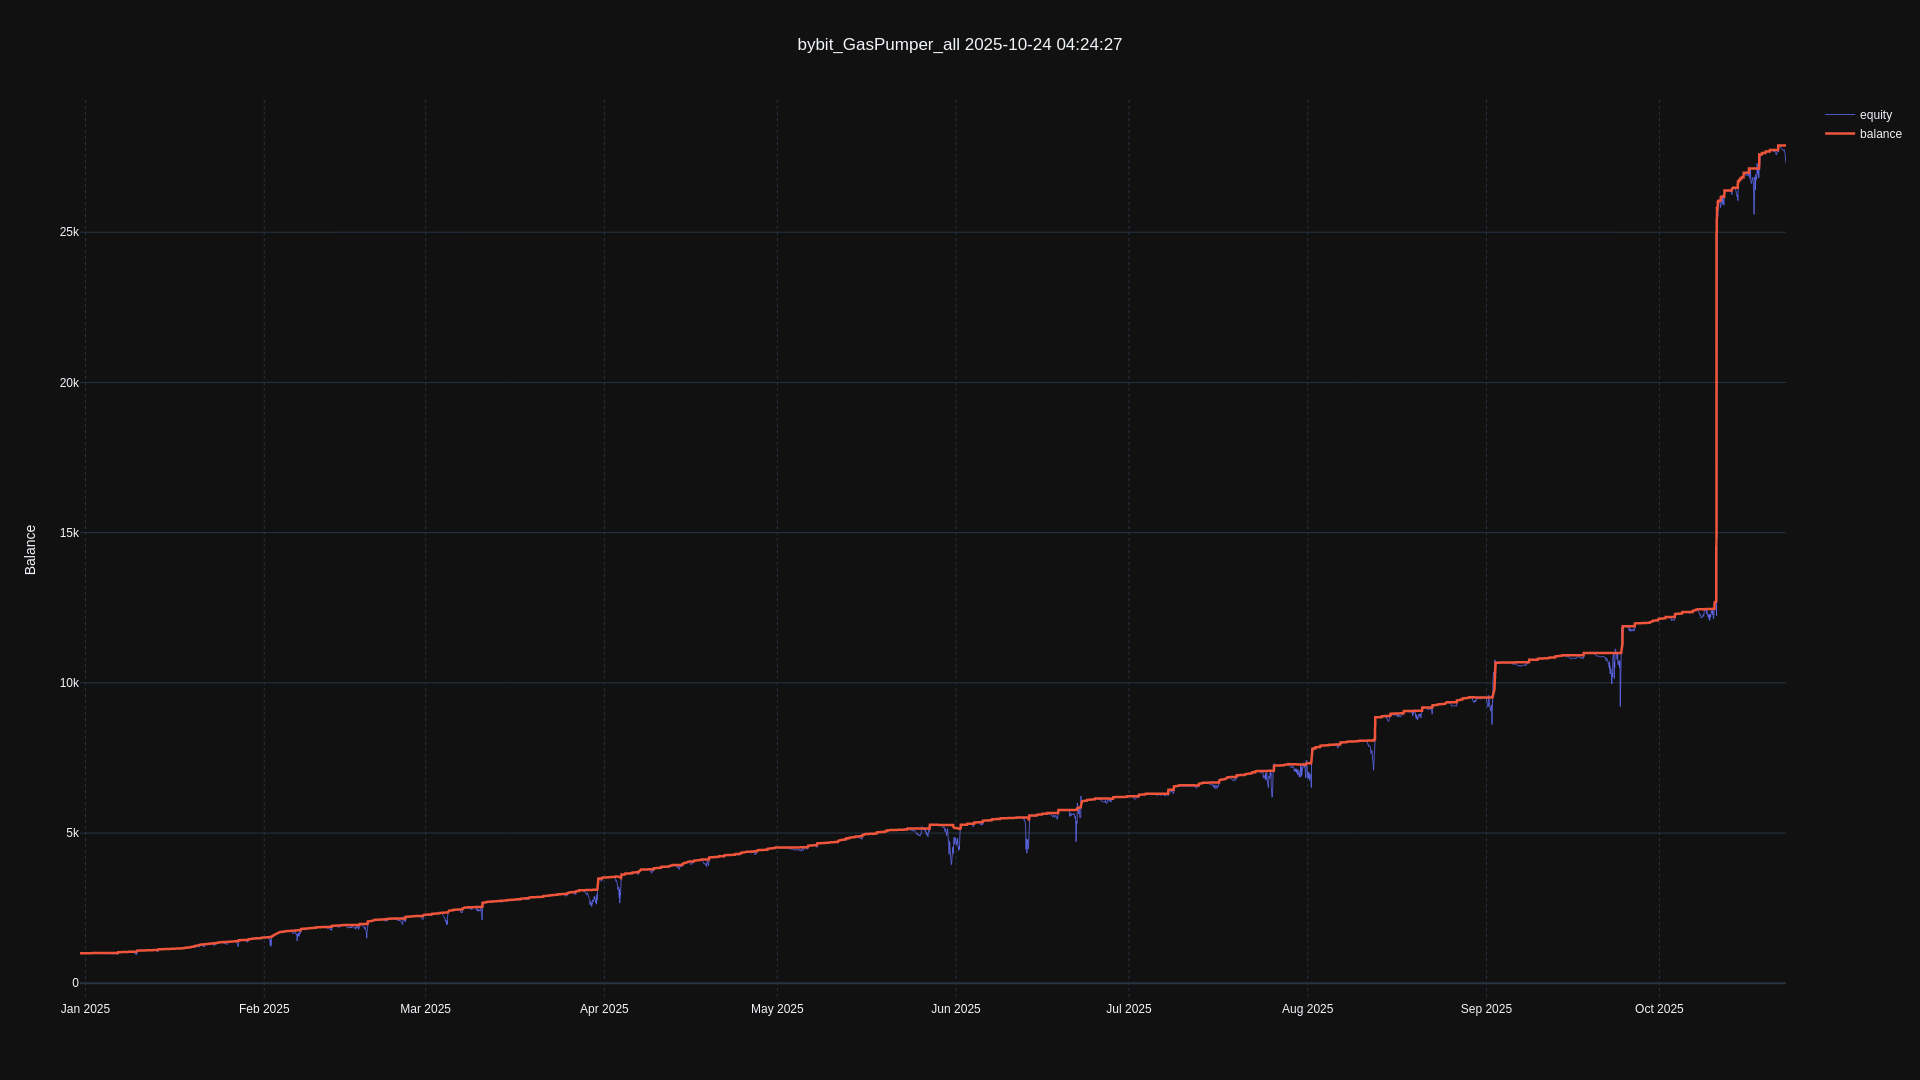 bybit_GasPumper_all 2025-10-24 04:24:27
equity
balance
Balance
25k
20k
15k
10k
5k
0
Jan 2025
Feb 2025
Mar 2025
Apr 2025
May 2025
Jun 2025
Jul 2025
Aug 2025
Sep 2025
Oct 2025